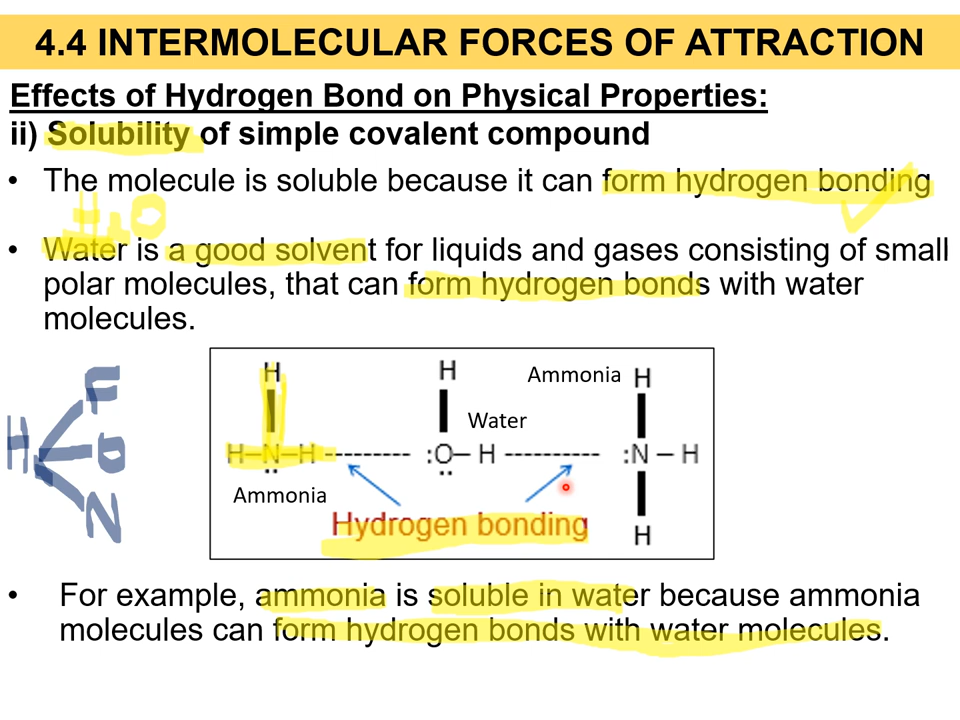 4.4 INTERMOLECULAR FORCES OF ATTRACTION
Effects of Hydrogen Bond on Physical Properties:
ii) Solubility of simple covalent compound
• The molecule is soluble because it can form hydrogen bonding
H-O
• Water is a good solvent for liquids and gases consisting of small
polar molecules, that can form hydrogen bonds with water
molecules.
H
F
O
N
H H Ammonia H
Water
H–N–H ---------- :O– H ---------- :N – H
Ammonia
Hydrogen bonding
H
• For example, ammonia is soluble in water because ammonia
molecules can form hydrogen bonds with water molecules.